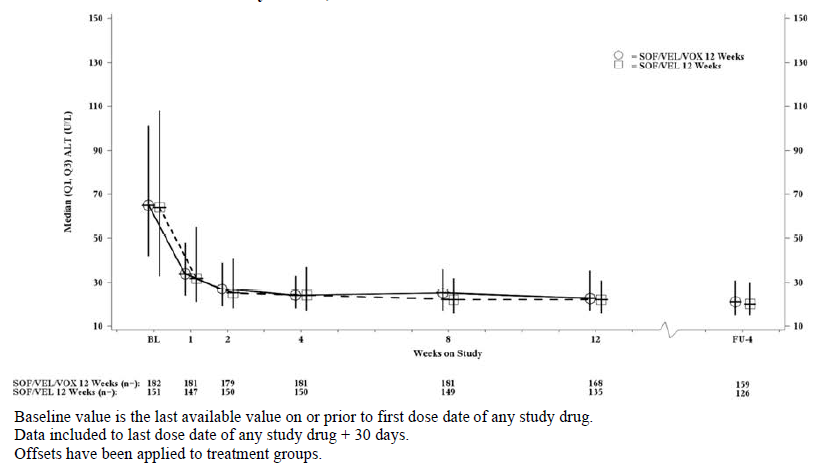 150
150
= SOF/VEL/VOX 12 Weeks
= SOF/VEL 12 Weeks
130
130
110
110
Median (Q1, Q3) ALT (U/L)
90
90
70
70
50
50
30
30
10
10
BL 1 2 4 8 12 FU-4
Weeks on Study
SOF/VEL/VOX 12 Weeks (n=): 182 181 179 181 181 168 159
SOF/VEL 12 Weeks (n=): 151 147 150 150 149 135 126
Baseline value is the last available value on or prior to first dose date of any study drug.
Data included to last dose date of any study drug + 30 days.
Offsets have been applied to treatment groups.